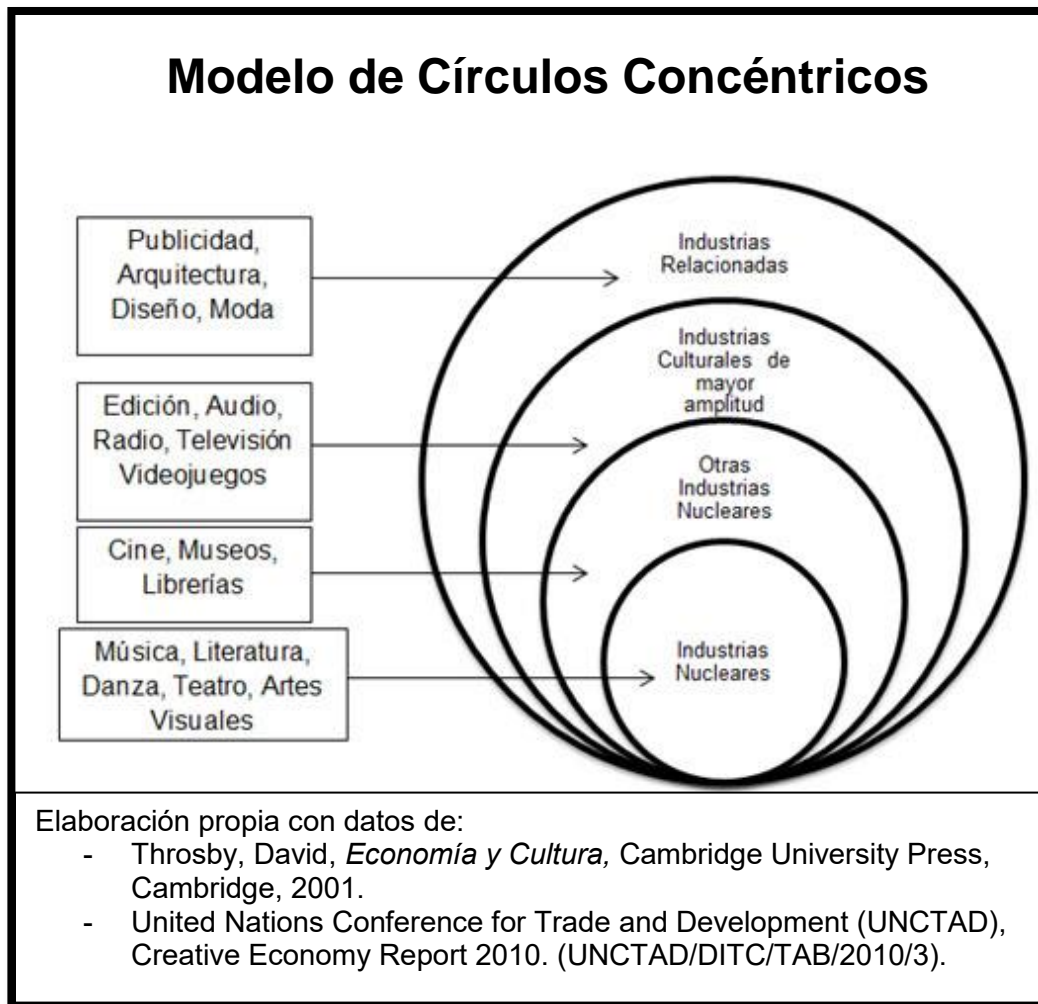 Modelo de Círculos Concéntricos
Publicidad,
Arquitectura,
Diseño, Moda
Industrias
Relacionadas
Edición, Audio,
Radio, Televisión
Videojuegos
Industrias
Culturales de
mayor
amplitud
Cine, Museos,
Librerías
Otras
Industrias
Nucleares
Música, Literatura,
Danza, Teatro, Artes
Visuales
Industrias
Nucleares
Elaboración propia con datos de:
- Throsby, David, Economía y Cultura, Cambridge University Press,
Cambridge, 2001.
- United Nations Conference for Trade and Development (UNCTAD),
Creative Economy Report 2010. (UNCTAD/DITC/TAB/2010/3).